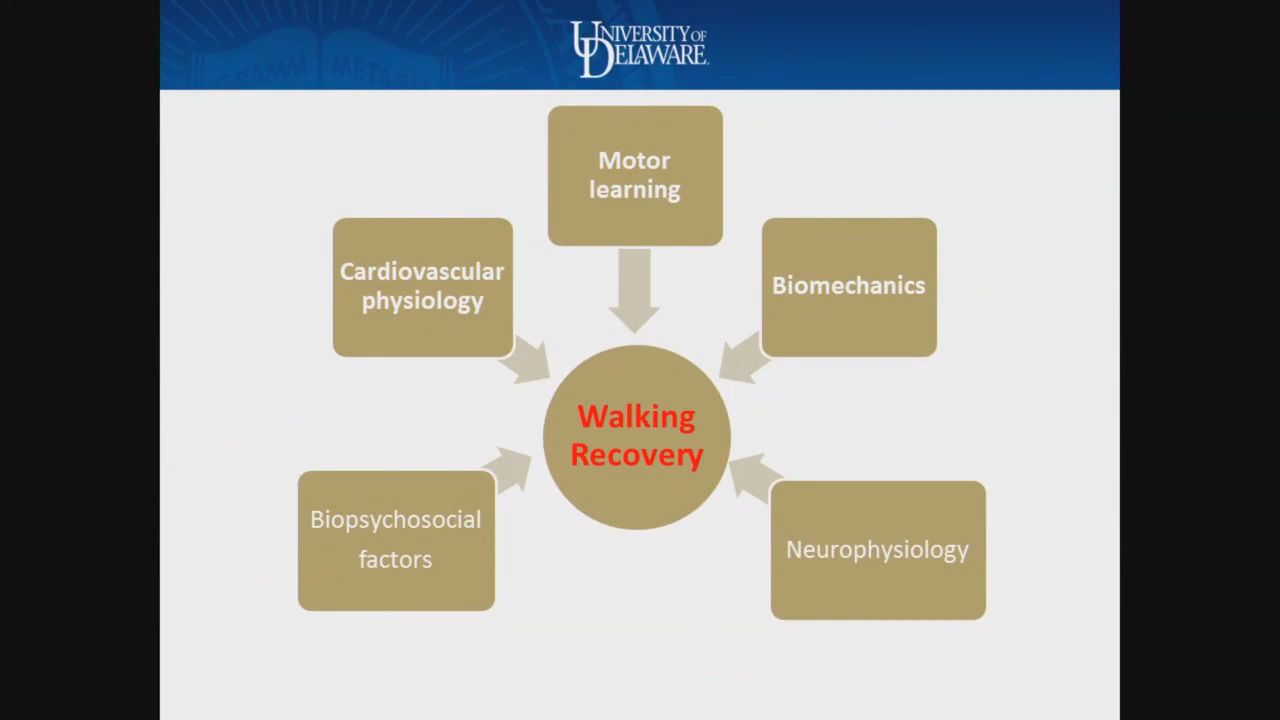 UNIVERSITY OF
DELAWARE.
Motor
learning
Cardiovascular
physiology
Biomechanics
Walking
Recovery
Biopsychosocial
factors
Neurophysiology